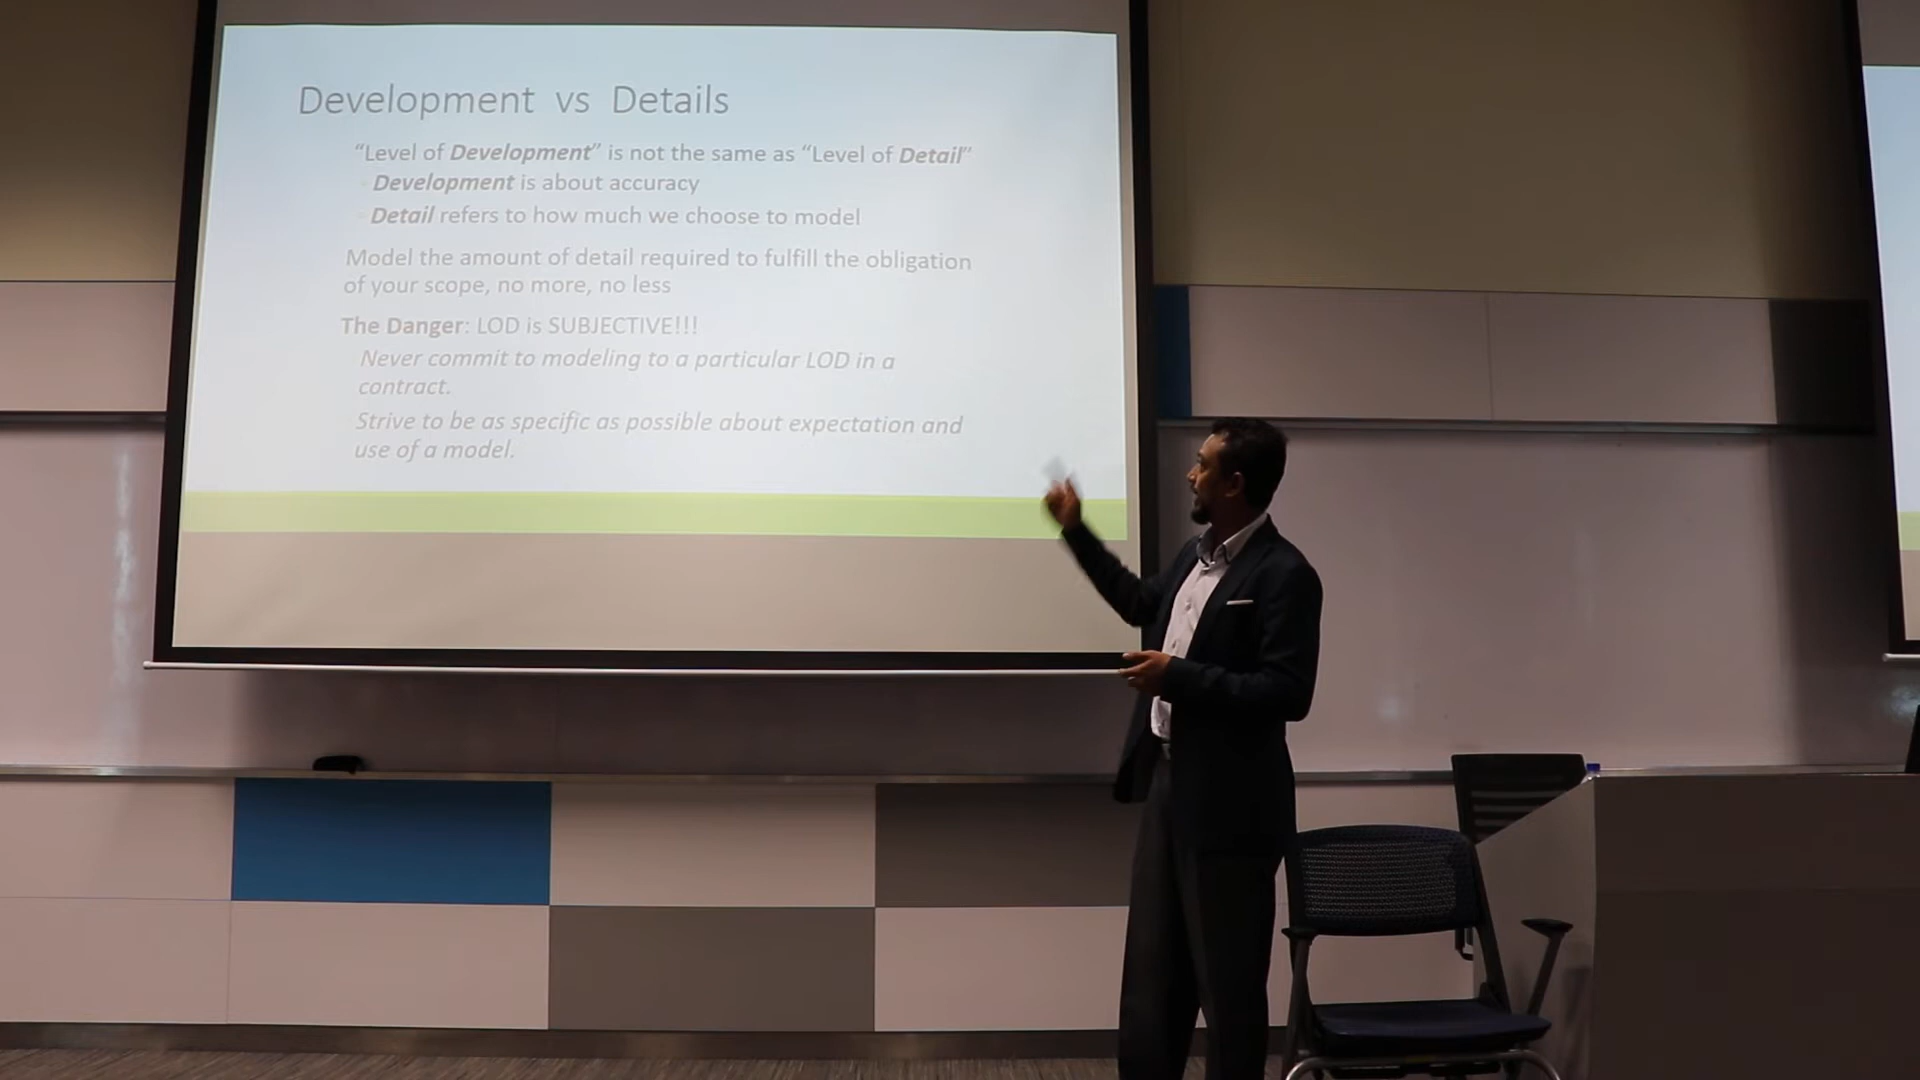 Development vs Details
“Level of Development” is not the same as “Level of Detail”
Development is about accuracy
Detail refers to how much we choose to model
Model the amount of detail required to fulfill the obligation
of your scope, no more, no less
The Danger: LOD is SUBJECTIVE!!!
Never commit to modeling to a particular LOD in a
contract.
Strive to be as specific as possible about expectation and
use of a model.